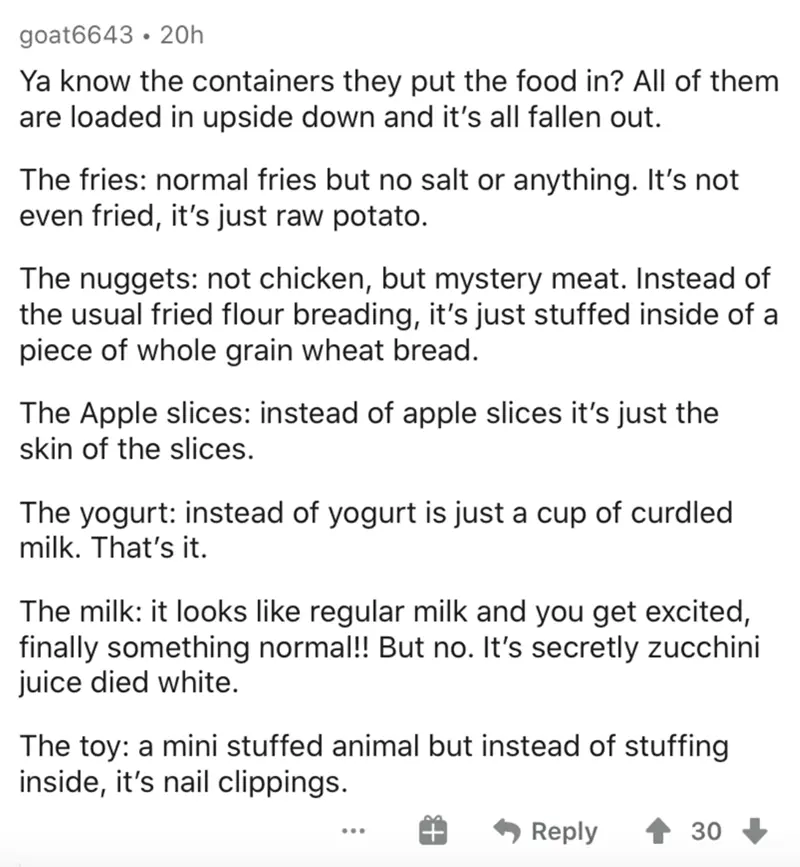 goat6643 • 20h
Ya know the containers they put the food in? All of them
are loaded in upside down and it’s all fallen out.
The fries: normal fries but no salt or anything. It’s not
even fried, it’s just raw potato.
The nuggets: not chicken, but mystery meat. Instead of
the usual fried flour breading, it’s just stuffed inside of a
piece of whole grain wheat bread.
The Apple slices: instead of apple slices it’s just the
skin of the slices.
The yogurt: instead of yogurt is just a cup of curdled
milk. That’s it.
The milk: it looks like regular milk and you get excited,
finally something normal!! But no. It’s secretly zucchini
juice died white.
The toy: a mini stuffed animal but instead of stuffing
inside, it’s nail clippings.
... Reply 30